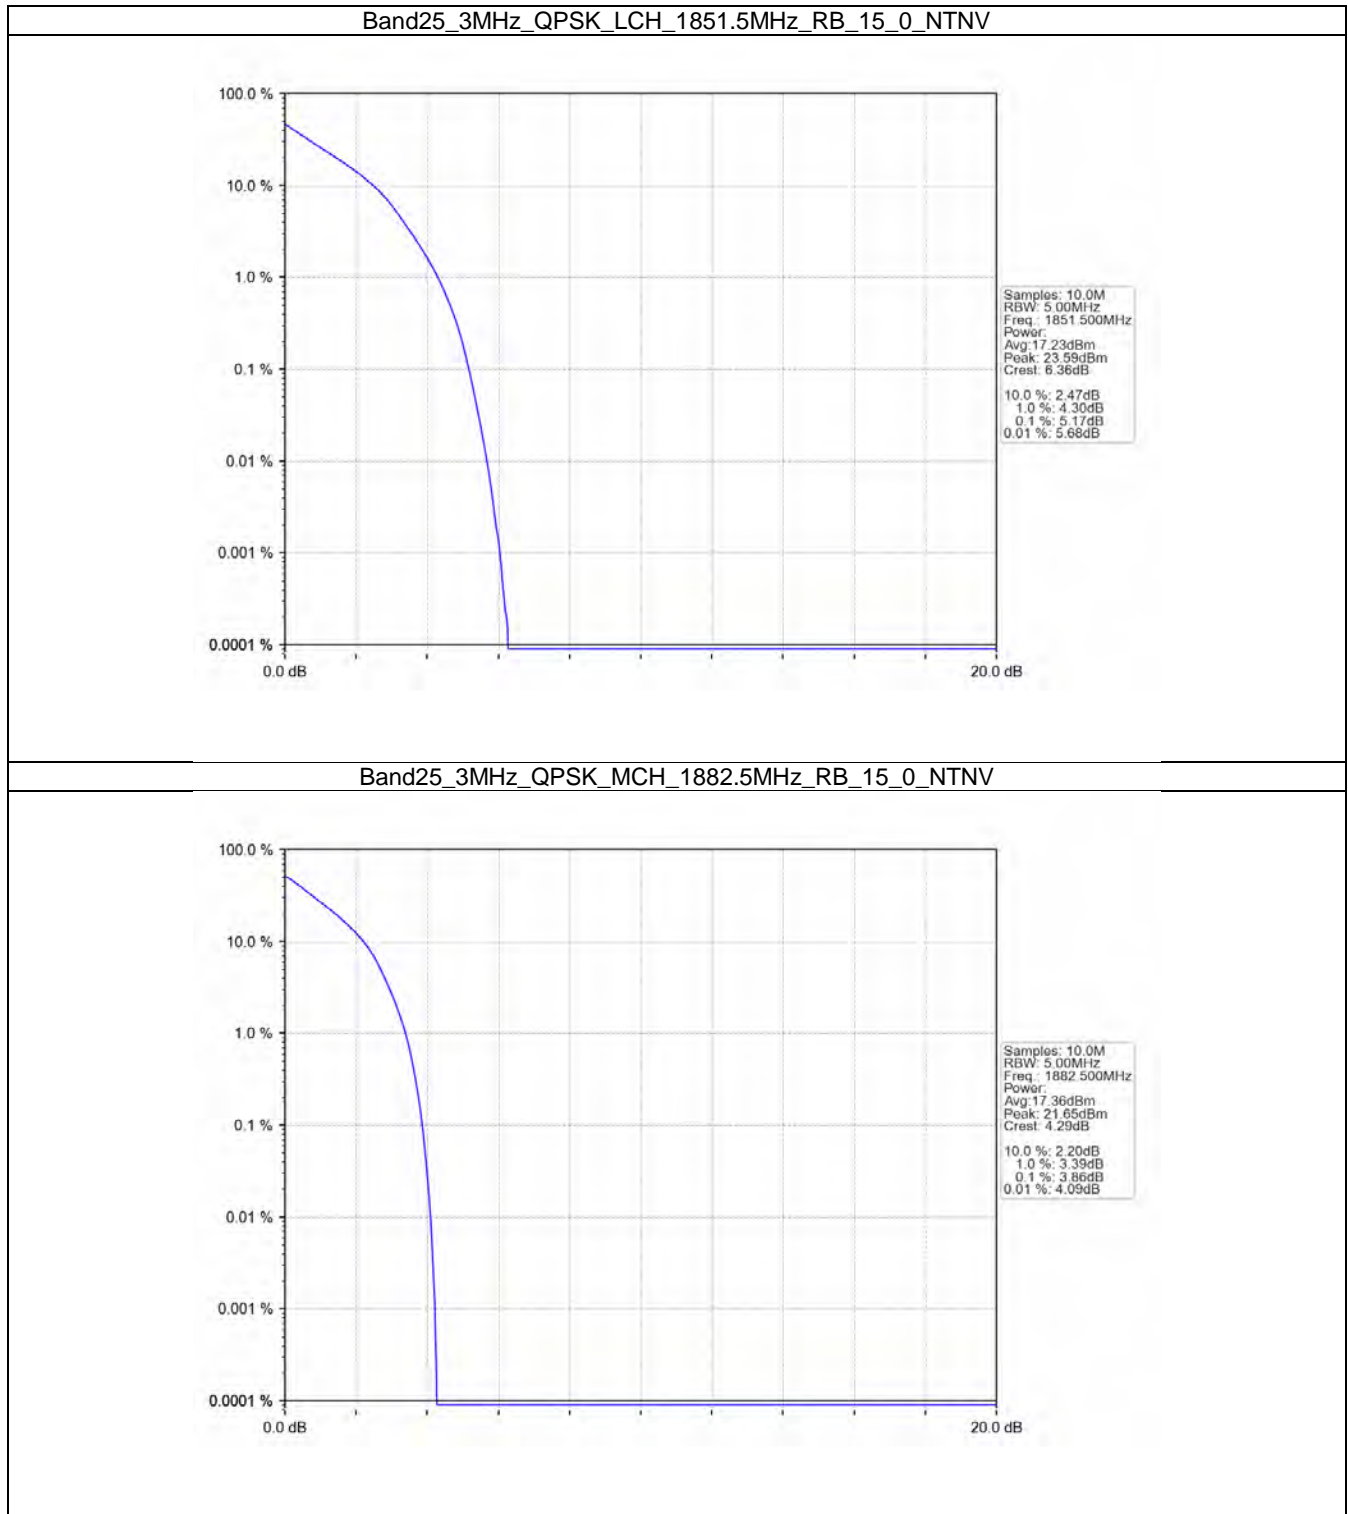 Band25_3MHz_QPSK_LCH_1851.5MHz_RB_15_0_NTNV
100.0 %
10.0 %
1.0 %
0.1 %
0.01 %
0.001 %
0.0001 %
0.0 dB
20.0 dB
Samples: 10.0M
RBW: 5.00MHz
Freq.: 1851.500MHz
Power:
Avg:17.23dBm
Peak: 23.59dBm
Crest: 6.36dB
10.0 %: 2.47dB
1.0 %: 4.30dB
0.1 %: 5.17dB
0.01 %: 5.68dB
Band25_3MHz_QPSK_MCH_1882.5MHz_RB_15_0_NTNV
100.0 %
10.0 %
1.0 %
0.1 %
0.01 %
0.001 %
0.0001 %
0.0 dB
20.0 dB
Samples: 10.0M
RBW: 5.00MHz
Freq.: 1882.500MHz
Power:
Avg:17.36dBm
Peak: 21.65dBm
Crest: 4.29dB
10.0 %: 2.20dB
1.0 %: 3.39dB
0.1 %: 3.86dB
0.01 %: 4.09dB